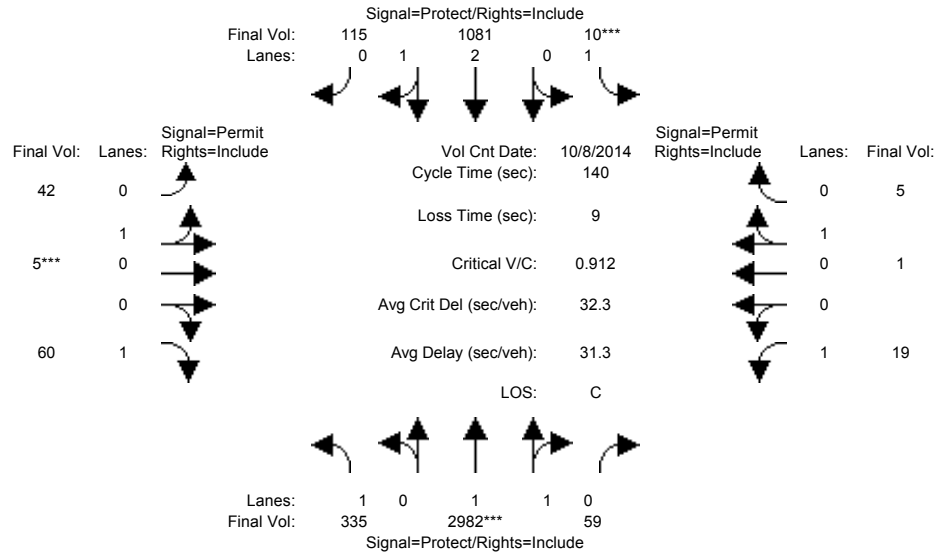 Signal=Protect/Rights=Include
Final Vol: 115 1081 10***
Lanes: 0 1 2 0 1
Signal=Permit Signal=Permit
Final Vol: Lanes: Rights=Include Vol Cnt Date: 10/8/2014 Rights=Include Lanes: Final Vol:
Cycle Time (sec): 140
42 0 0 5
Loss Time (sec): 9
1 1
5*** 0 Critical V/C: 0.912 0 1
0 Avg Crit Del (sec/veh): 32.3 0
60 1 Avg Delay (sec/veh): 31.3 1 19
LOS: C
Lanes: 1 0 1 1 0
Final Vol: 335 2982*** 59
Signal=Protect/Rights=Include